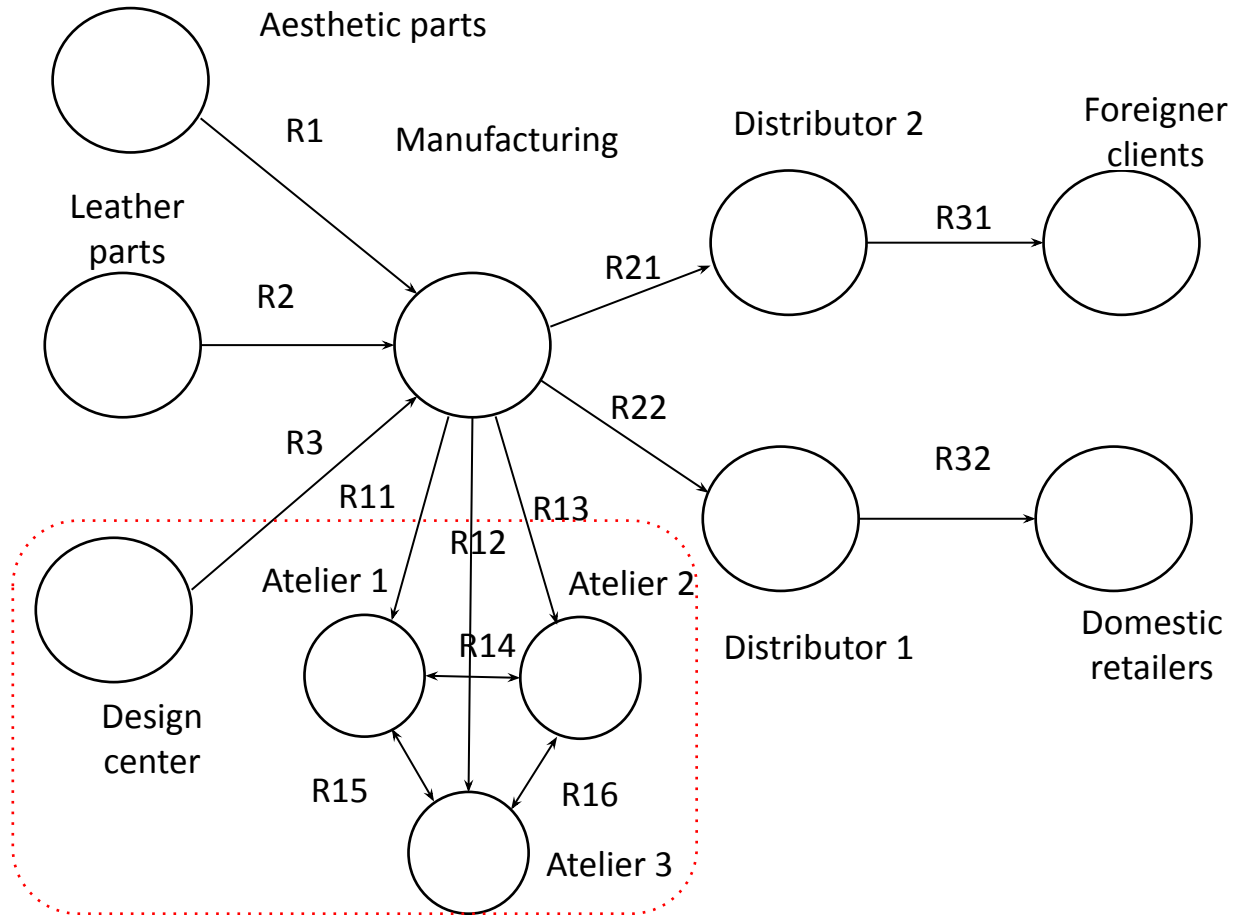 Aesthetic parts
R1
Manufacturing
Distributor 2
Foreigner
clients
Leather
parts
R2
R21
R31
R3
R22
R32
R11
R12
R13
Atelier 1
Atelier 2
R14
Distributor 1
Domestic
retailers
Design
center
R15
R16
Atelier 3